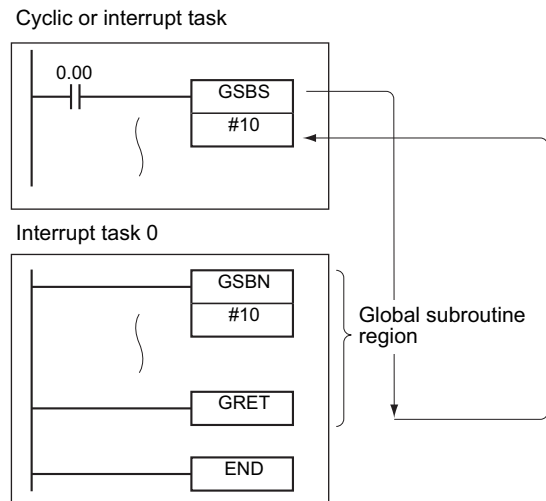 Cyclic or interrupt task
0.00
GSBS
#10
Interrupt task 0
GSBN
#10
Global subroutine
region
GRET
END